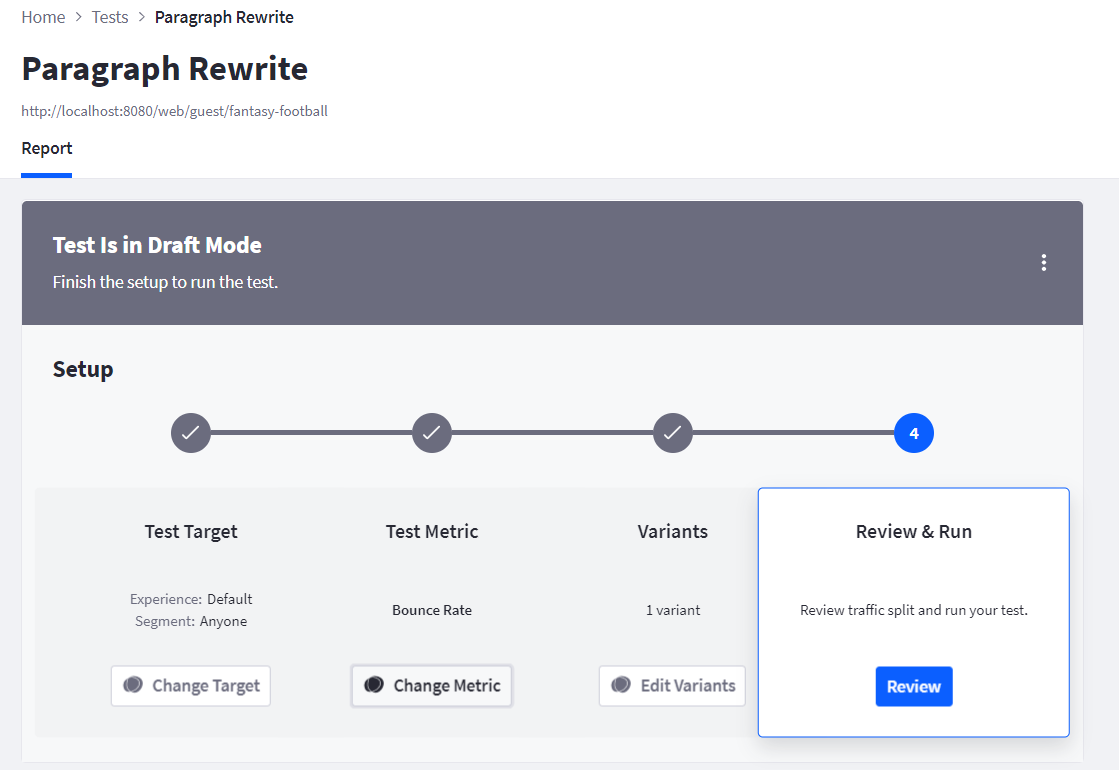 Home > Tests > Paragraph Rewrite
Paragraph Rewrite
http://localhost:8080/web/guest/fantasy-football
Report
Test Is in Draft Mode
Finish the setup to run the test.
Setup
4
Test Target
Experience: Default
Segment: Anyone
Change Target
Test Metric
Bounce Rate
Change Metric
Variants
1 variant
Edit Variants
Review & Run
Review traffic split and run your test.
Review